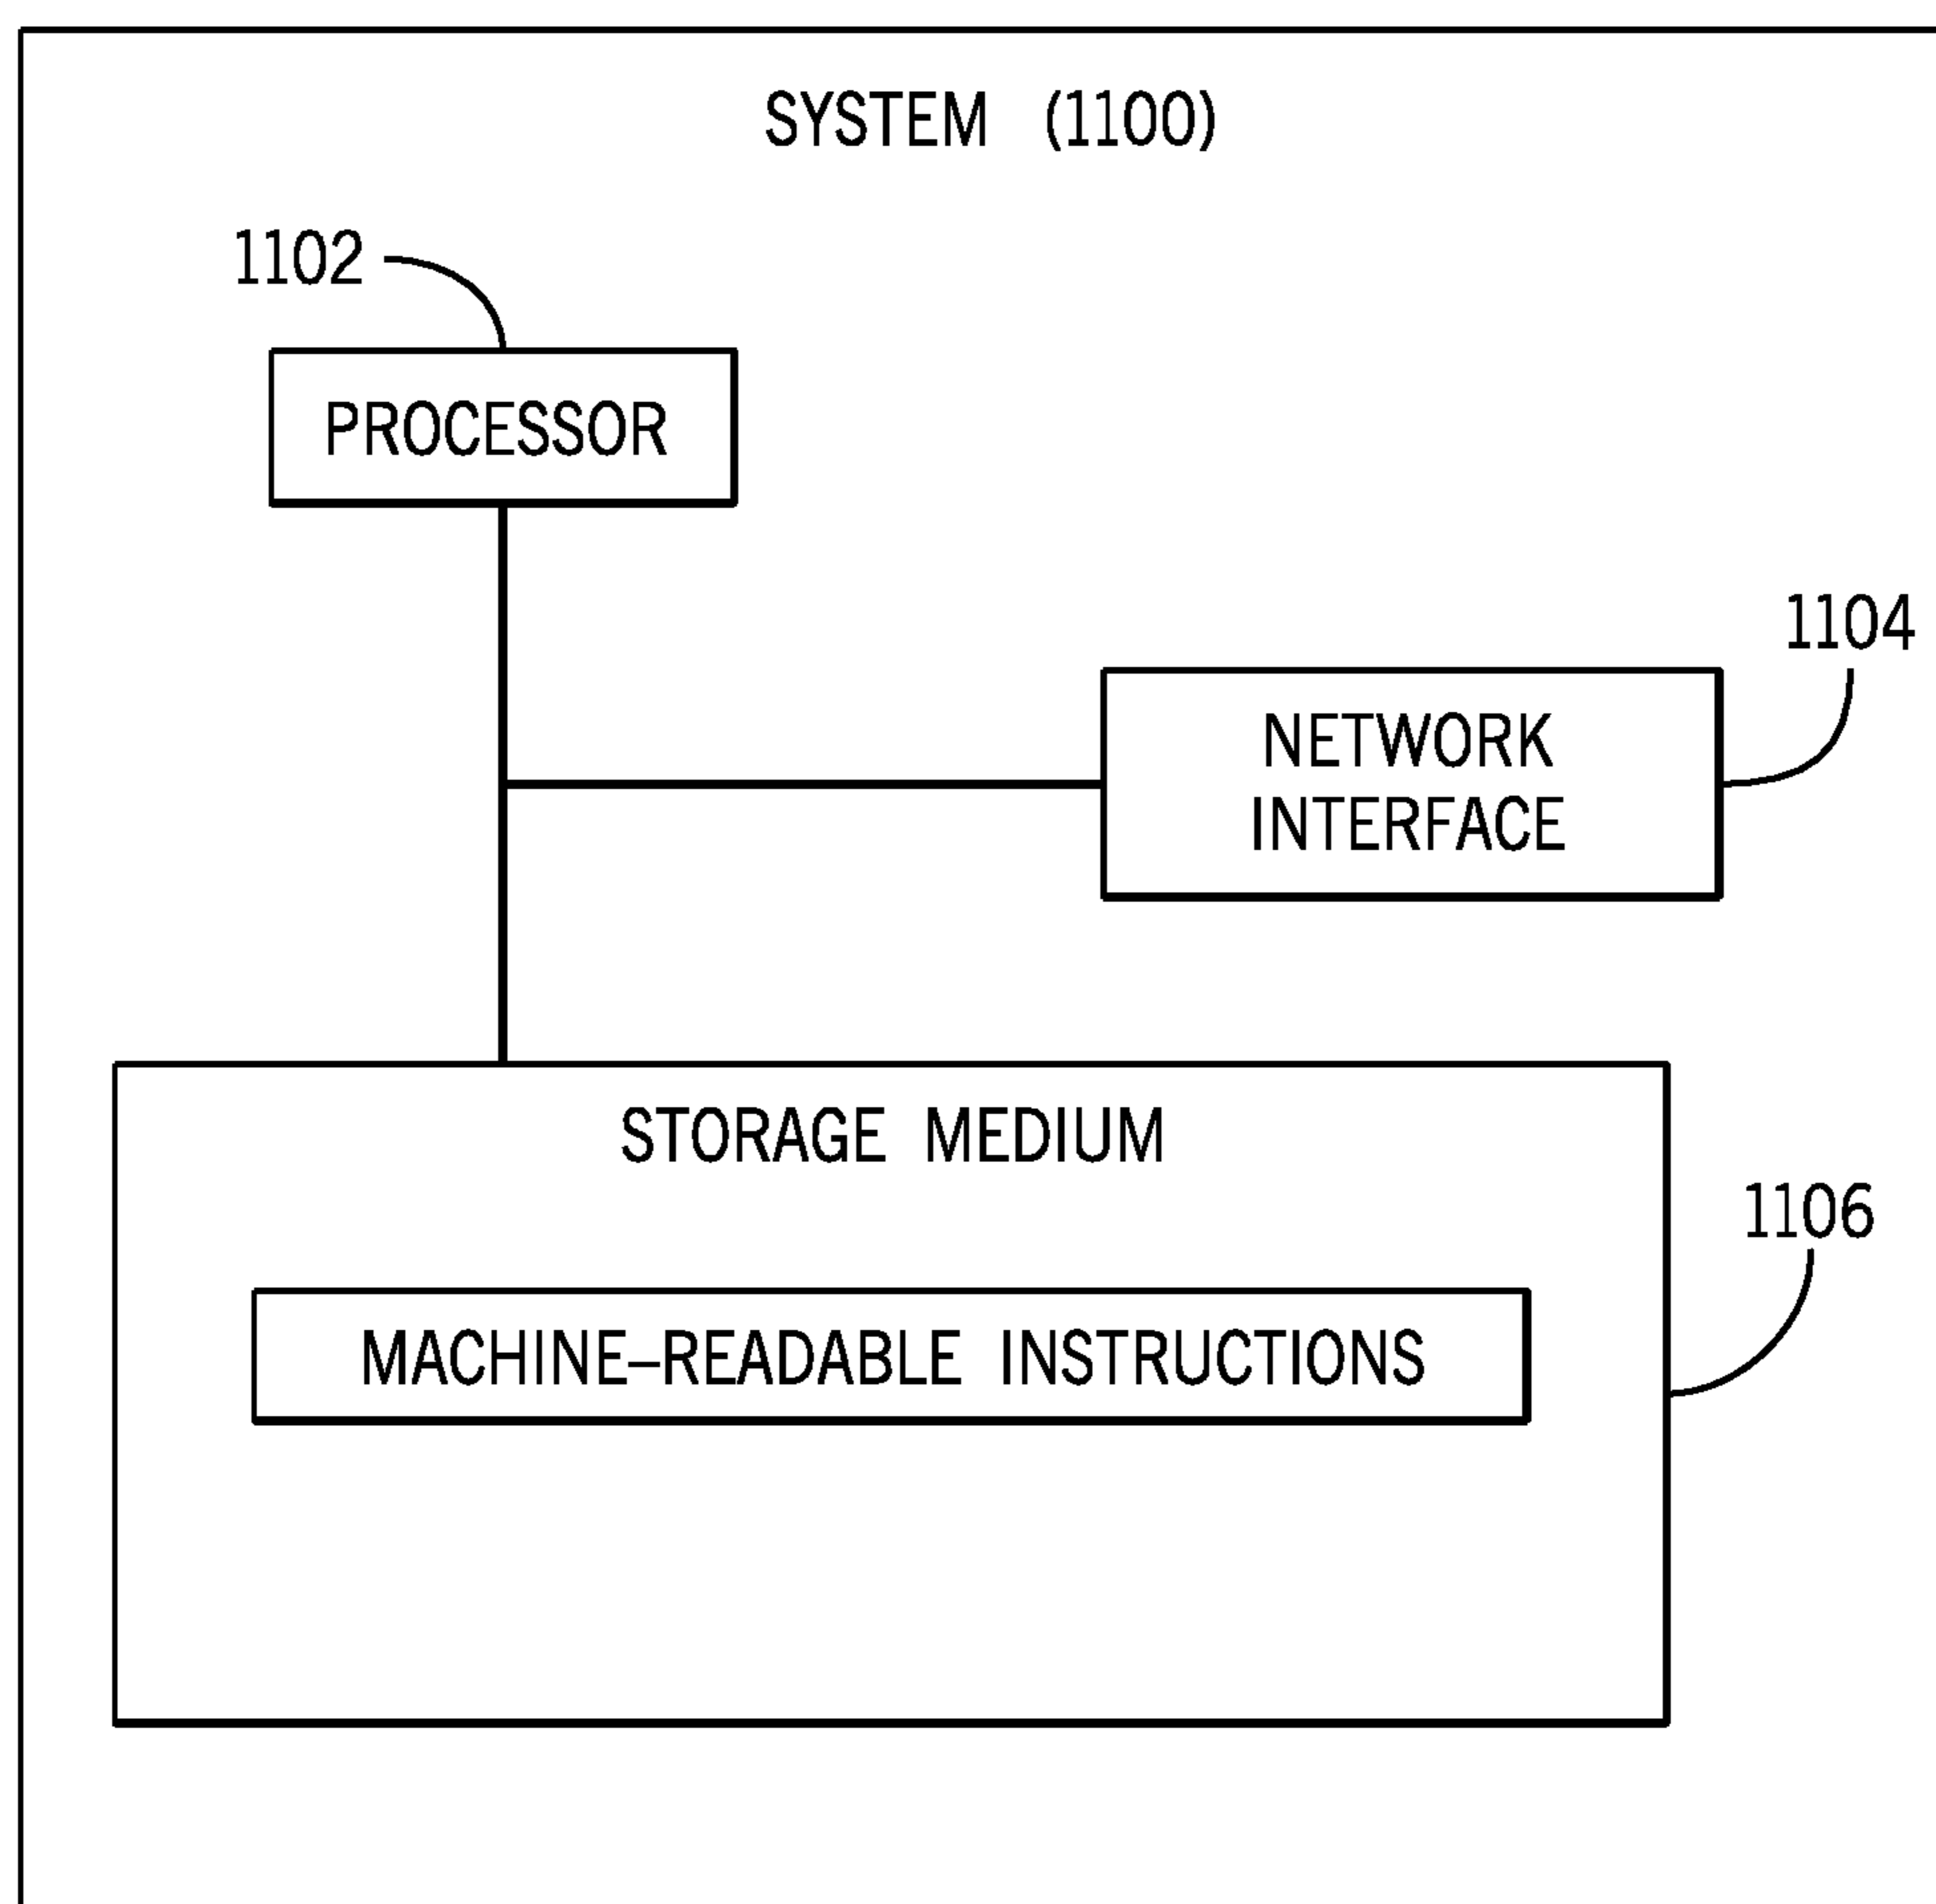 SYSTEM (1100)
1102
PROCESSOR
1104
NETWORK
INTERFACE
STORAGE MEDIUM
1106
MACHINE–READABLE INSTRUCTIONS